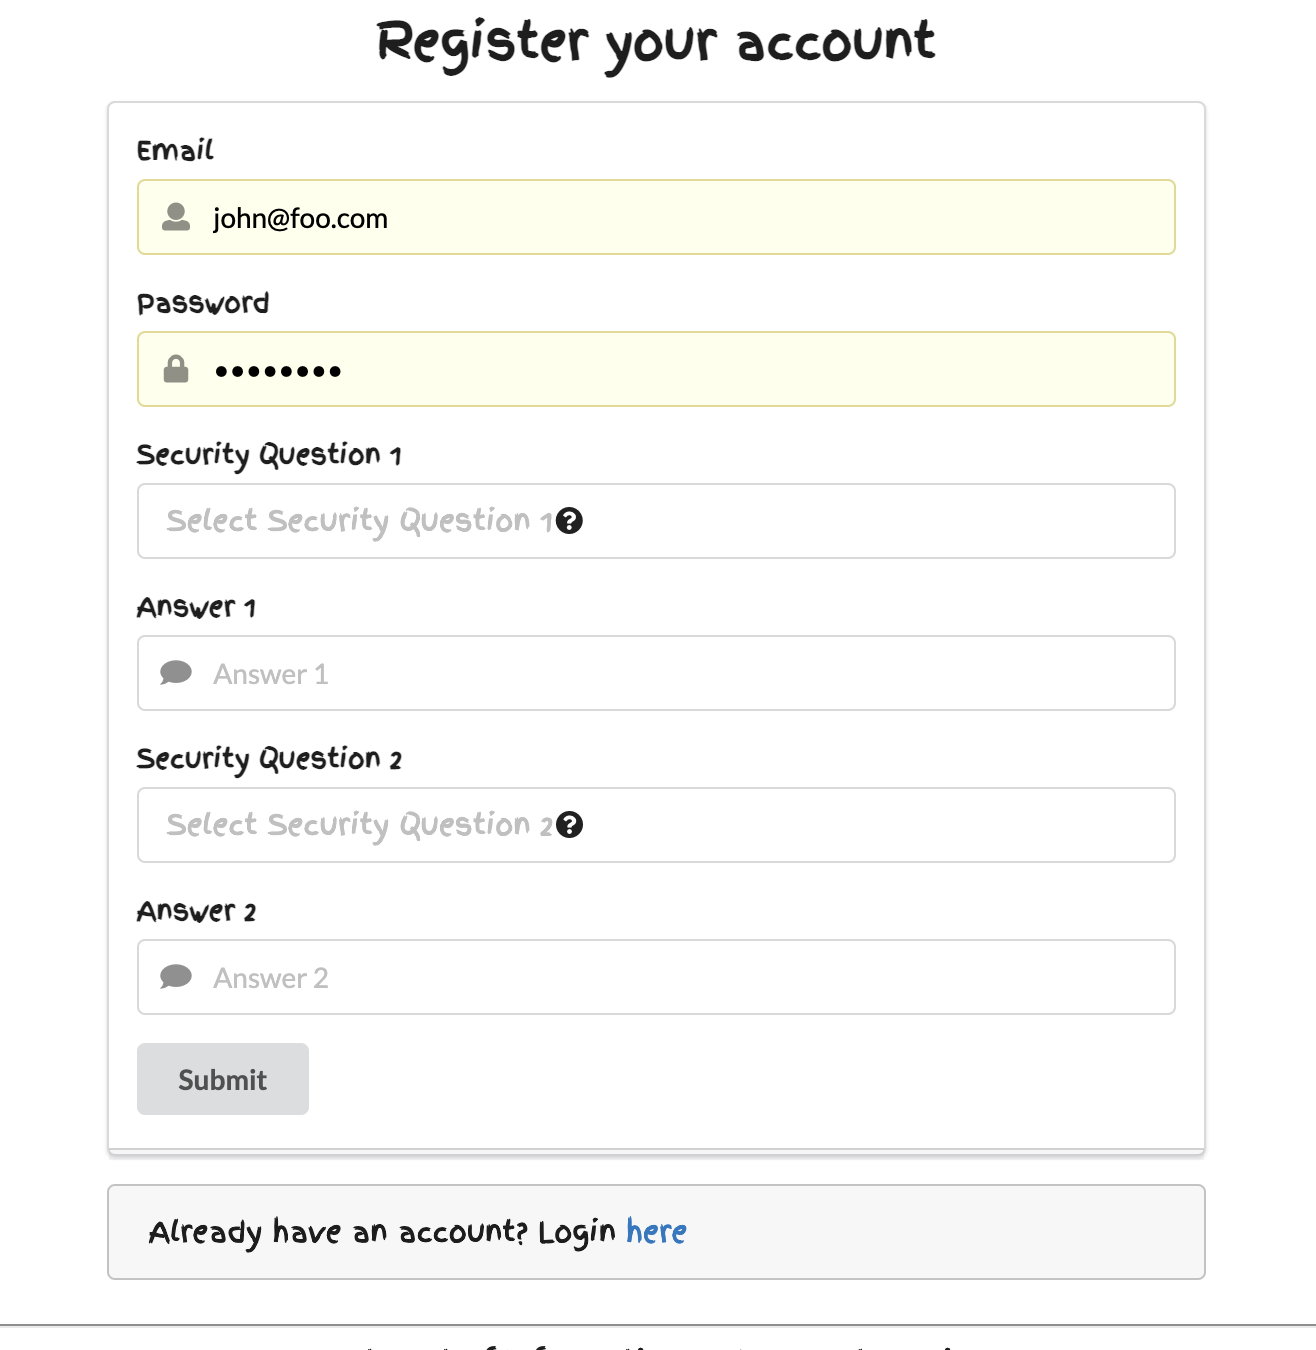 Register your account
Email
john@foo.com
Password
••••••••
Security Question 1
Select Security Question 1
Answer 1
Answer 1
Security Question 2
Select Security Question 2
Answer 2
Answer 2
Submit
Already have an account? Login here